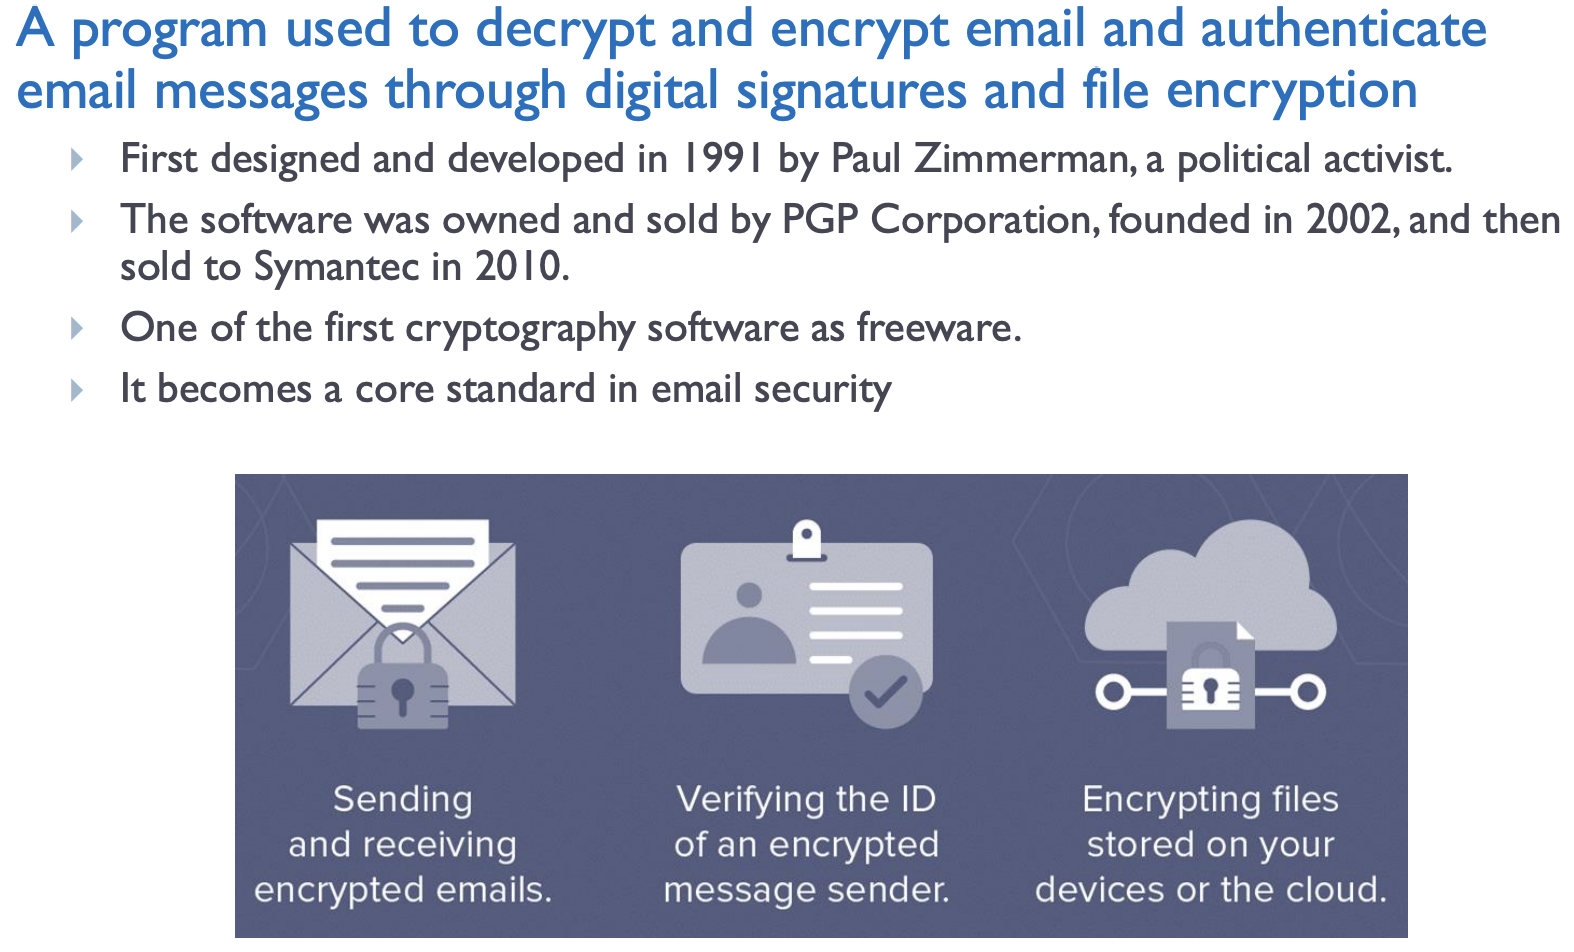 A program used to decrypt and encrypt email and authenticate
email messages through digital signatures and file encryption
First designed and developed in 1991 by Paul Zimmerman, a political activist.
The software was owned and sold by PGP Corporation, founded in 2002, and then
sold to Symantec in 2010.
One of the first cryptography software as freeware.
It becomes a core standard in email security
Sending
and receiving
encrypted emails.
Verifying the ID
of an encrypted
message sender.
Encrypting files
stored on your
devices or the cloud.